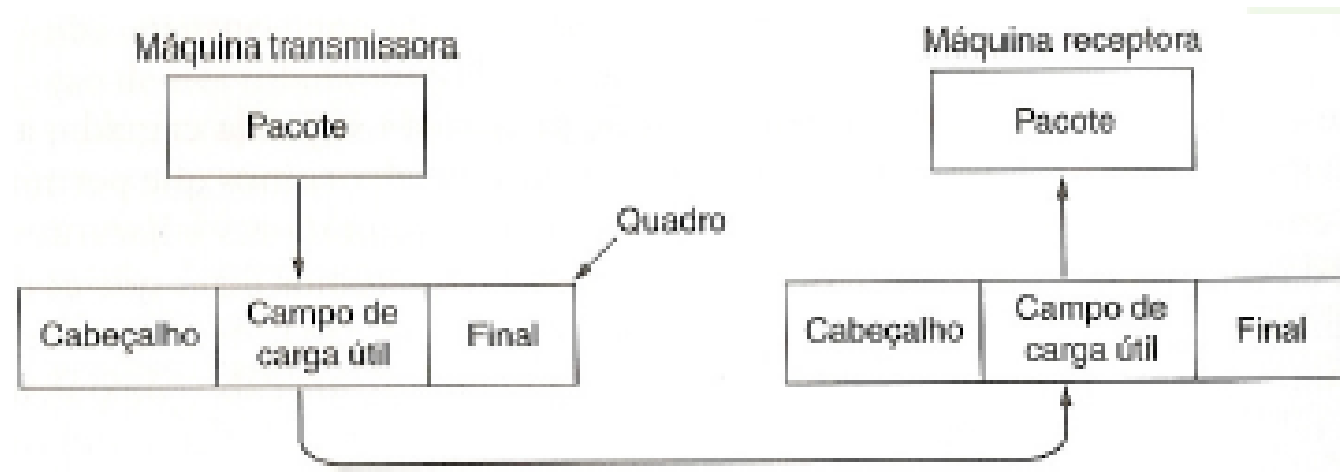 Máquina transmissora
Máquina receptora
Pacote
Pacote
Quadro
Cabeçalho
Campo de
carga útil
Final
Cabeçalho
Campo de
carga útil
Final